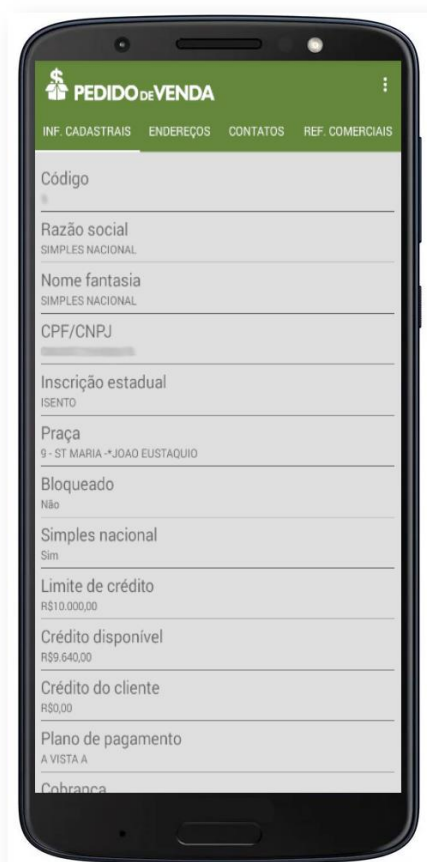 PEDIDO DE VENDA
INF. CADASTRAIS ENDEREÇOS CONTATOS REF. COMERCIAIS
Código
Razão social
SIMPLES NACIONAL
Nome fantasia
SIMPLES NACIONAL
CPF/CNPJ
Inscrição estadual
ISENTO
Praça
9 - ST MARIA -*JOAO EUSTAQUIO
Bloqueado
Não
Simples nacional
Sim
Limite de crédito
R$10.000,00
Crédito disponível
R$9.640,00
Crédito do cliente
R$0,00
Plano de pagamento
A VISTA A
Cobrança